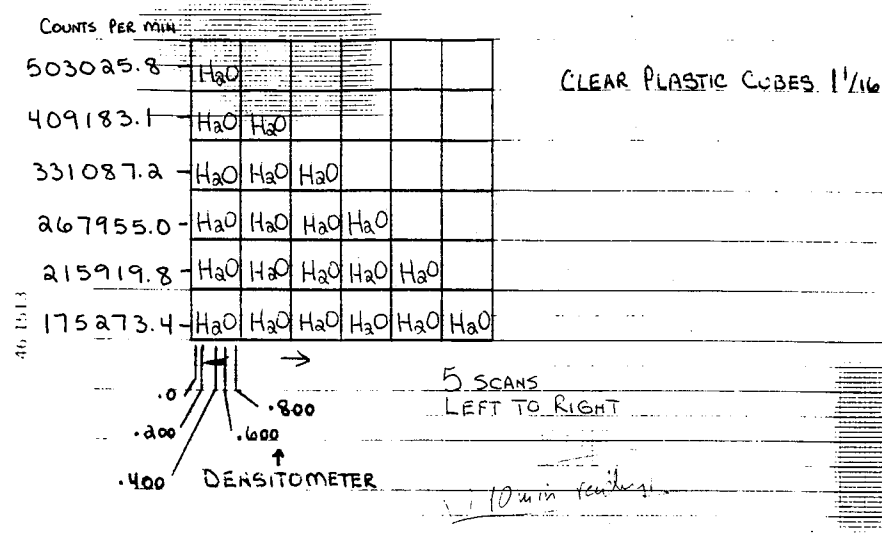 COUNTS PER MIN
503025.8 - H2O
CLEAR PLASTIC CUBES 1 1/16
409183.1 - H2O H2O
331087.2 - H2O H2O H2O
267955.0 - H2O H2O H2O H2O
215919.8 - H2O H2O H2O H2O H2O
175273.4 - H2O H2O H2O H2O H2O H2O
46 1513
.0
.200
.400
.600
.800
DENSITOMETER
5 SCANS
LEFT TO RIGHT
10 min